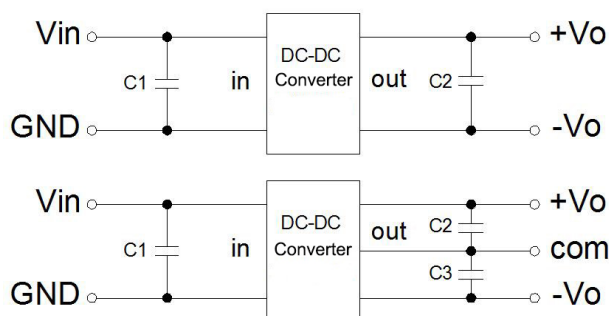 Vin
DC-DC
Converter
+Vo
C1
in
out
C2
GND
-Vo
Vin
DC-DC
Converter
+Vo
C1
in
out
C2
com
C3
GND
-Vo